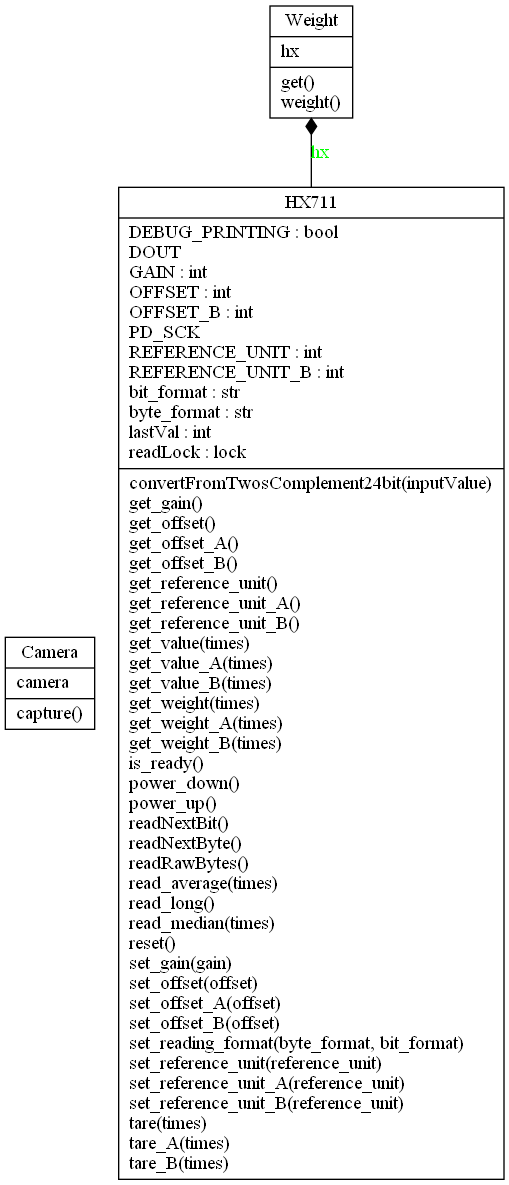 Weight
hx
get()
weight()
hx
HX711
DEBUG_PRINTING : bool
DOUT
GAIN : int
OFFSET : int
OFFSET_B : int
PD_SCK
REFERENCE_UNIT : int
REFERENCE_UNIT_B : int
bit_format : str
byte_format : str
lastVal : int
readLock : lock
convertFromTwosComplement24bit(inputValue)
get_gain()
get_offset()
get_offset_A()
get_offset_B()
get_reference_unit()
get_reference_unit_A()
get_reference_unit_B()
get_value(times)
get_value_A(times)
get_value_B(times)
get_weight(times)
get_weight_A(times)
get_weight_B(times)
is_ready()
power_down()
power_up()
readNextBit()
readNextByte()
readRawBytes()
read_average(times)
read_long()
read_median(times)
reset()
set_gain(gain)
set_offset(offset)
set_offset_A(offset)
set_offset_B(offset)
set_reading_format(byte_format, bit_format)
set_reference_unit(reference_unit)
set_reference_unit_A(reference_unit)
set_reference_unit_B(reference_unit)
tare(times)
tare_A(times)
tare_B(times)
Camera
camera
capture()